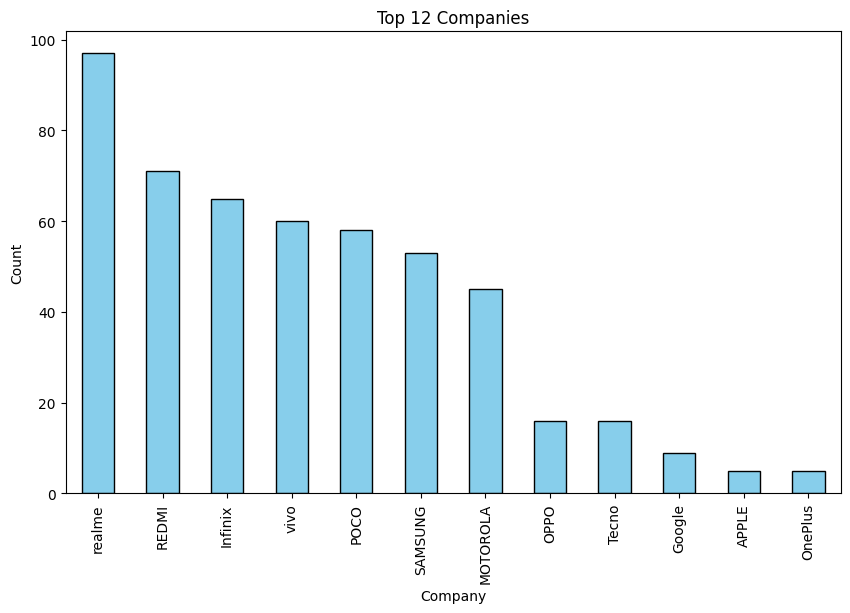 Top 12 Companies
Count
100
80
60
40
20
0
realme
REDMI
Infinix
vivo
POCO
SAMSUNG
MOTOROLA
OPPO
Tecno
Google
APPLE
OnePlus
Company